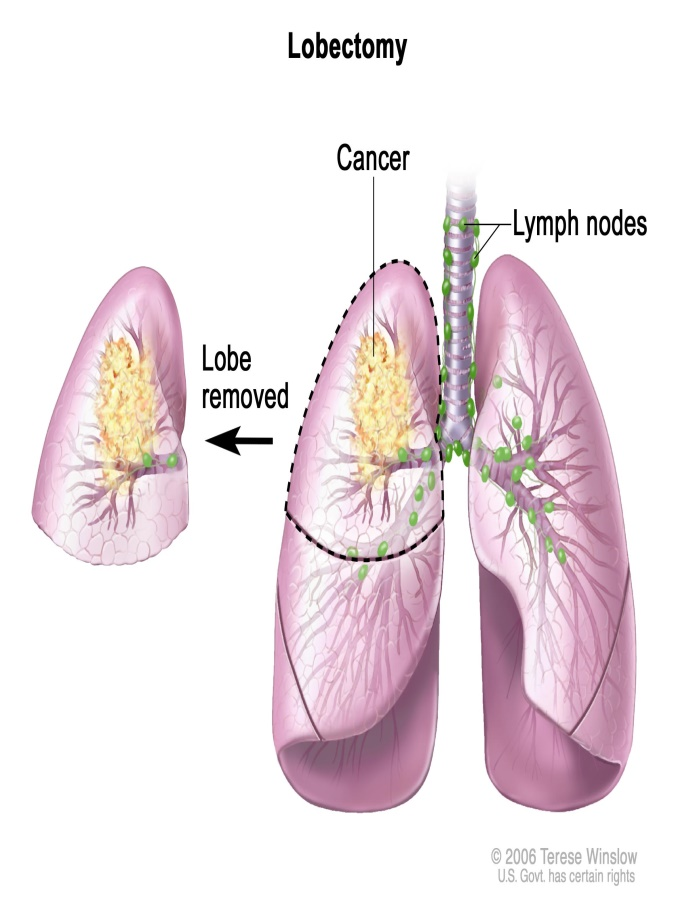 Lobectomy
Cancer
Lymph nodes
Lobe
removed
© 2006 Terese Winslow
U.S. Govt. has certain rights